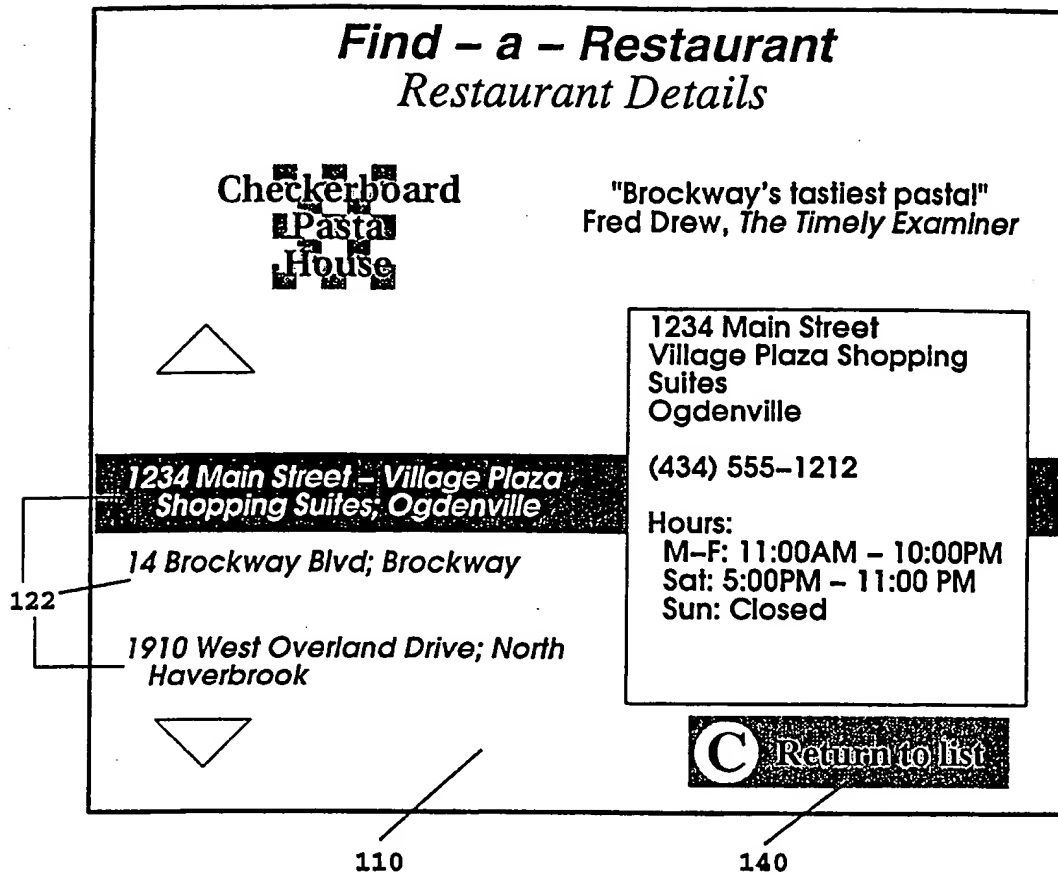 Find – a – Restaurant
Restaurant Details
Checkerboard
Pasta
House
"Brockway's tastiest pasta!"
Fred Drew, The Timely Examiner
1234 Main Street – Village Plaza
Shopping Suites; Ogdenville
14 Brockway Blvd; Brockway
1910 West Overland Drive; North
Haverbrook
1234 Main Street
Village Plaza Shopping
Suites
Ogdenville
(434) 555–1212
Hours:
M–F: 11:00AM – 10:00PM
Sat: 5:00PM – 11:00 PM
Sun: Closed
C Return to list
122
110
140